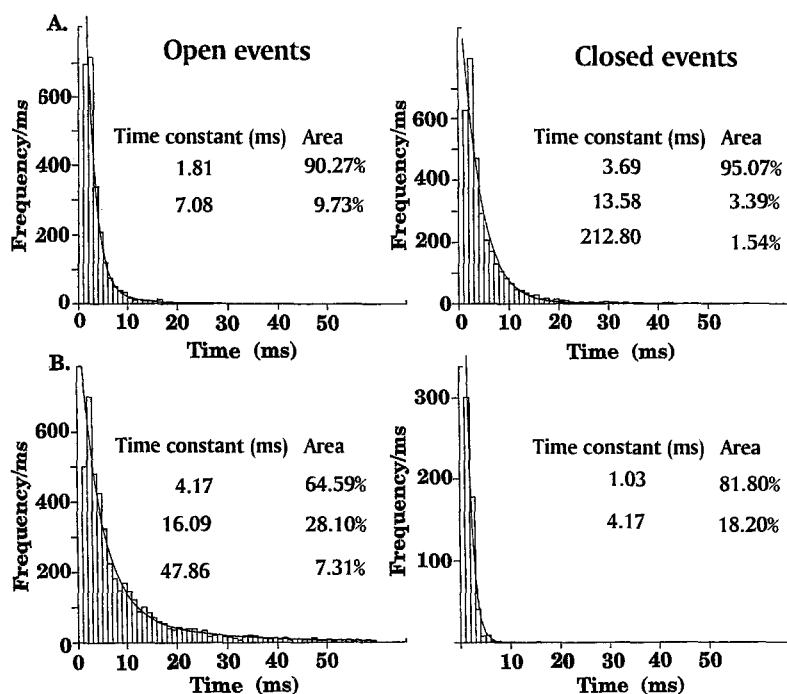 A.
Open events
Frequency/ms
600
400
200
0
Time constant (ms) Area
1.81 90.27%
7.08 9.73%
0 10 20 30 40 50
Time (ms)
Closed events
Frequency/ms
600
400
200
0
Time constant (ms) Area
3.69 95.07%
13.58 3.39%
212.80 1.54%
0 10 20 30 40 50
Time (ms)
B.
Frequency/ms
600
400
200
0
Time constant (ms) Area
4.17 64.59%
16.09 28.10%
47.86 7.31%
0 10 20 30 40 50
Time (ms)
Frequency/ms
300
200
100
Time constant (ms) Area
1.03 81.80%
4.17 18.20%
10 20 30 40 50
Time (ms)